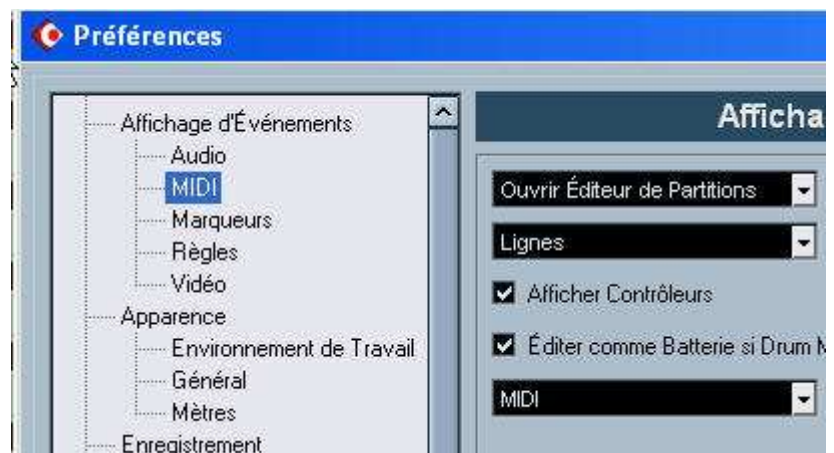 Préférences
Affichage d'Événements
Audio
MIDI
Marqueurs
Règles
Vidéo
Apparence
Environnement de Travail
Général
Mètres
Enregistrement
Afficha
Ouvrir Éditeur de Partitions
Lignes
Afficher Contrôleurs
Éditer comme Batterie si Drum M
MIDI